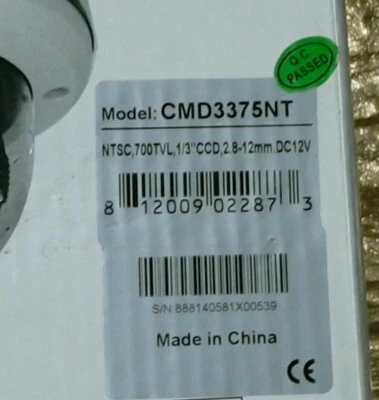 Q.C.
PASSED
Model: CMD3375NT
NTSC,700TVL,1/3"CCD,2.8-12mm,DC12V
8 12009 02287 3
S/N 888140581X00539
Made in China
CE